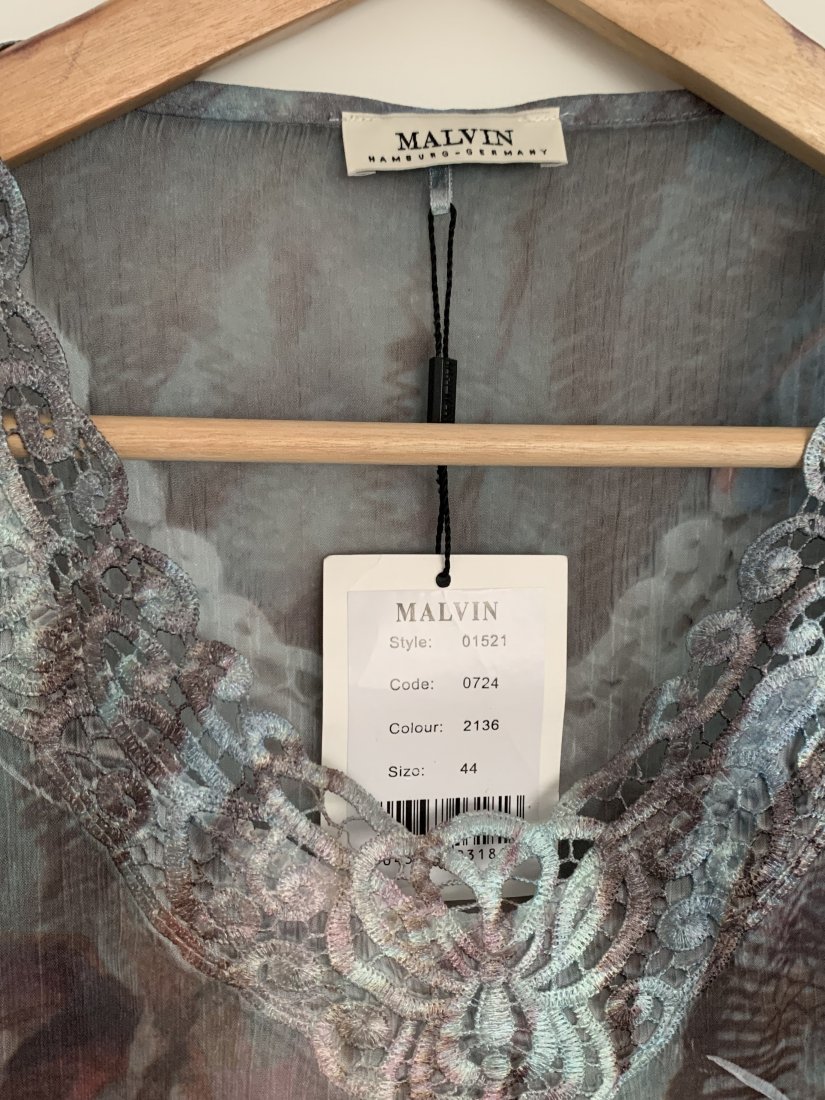 MALVIN
HAMBURG-GERMANY
MALVIN
Style: 01521
Code: 0724
Colour: 2136
Size: 44